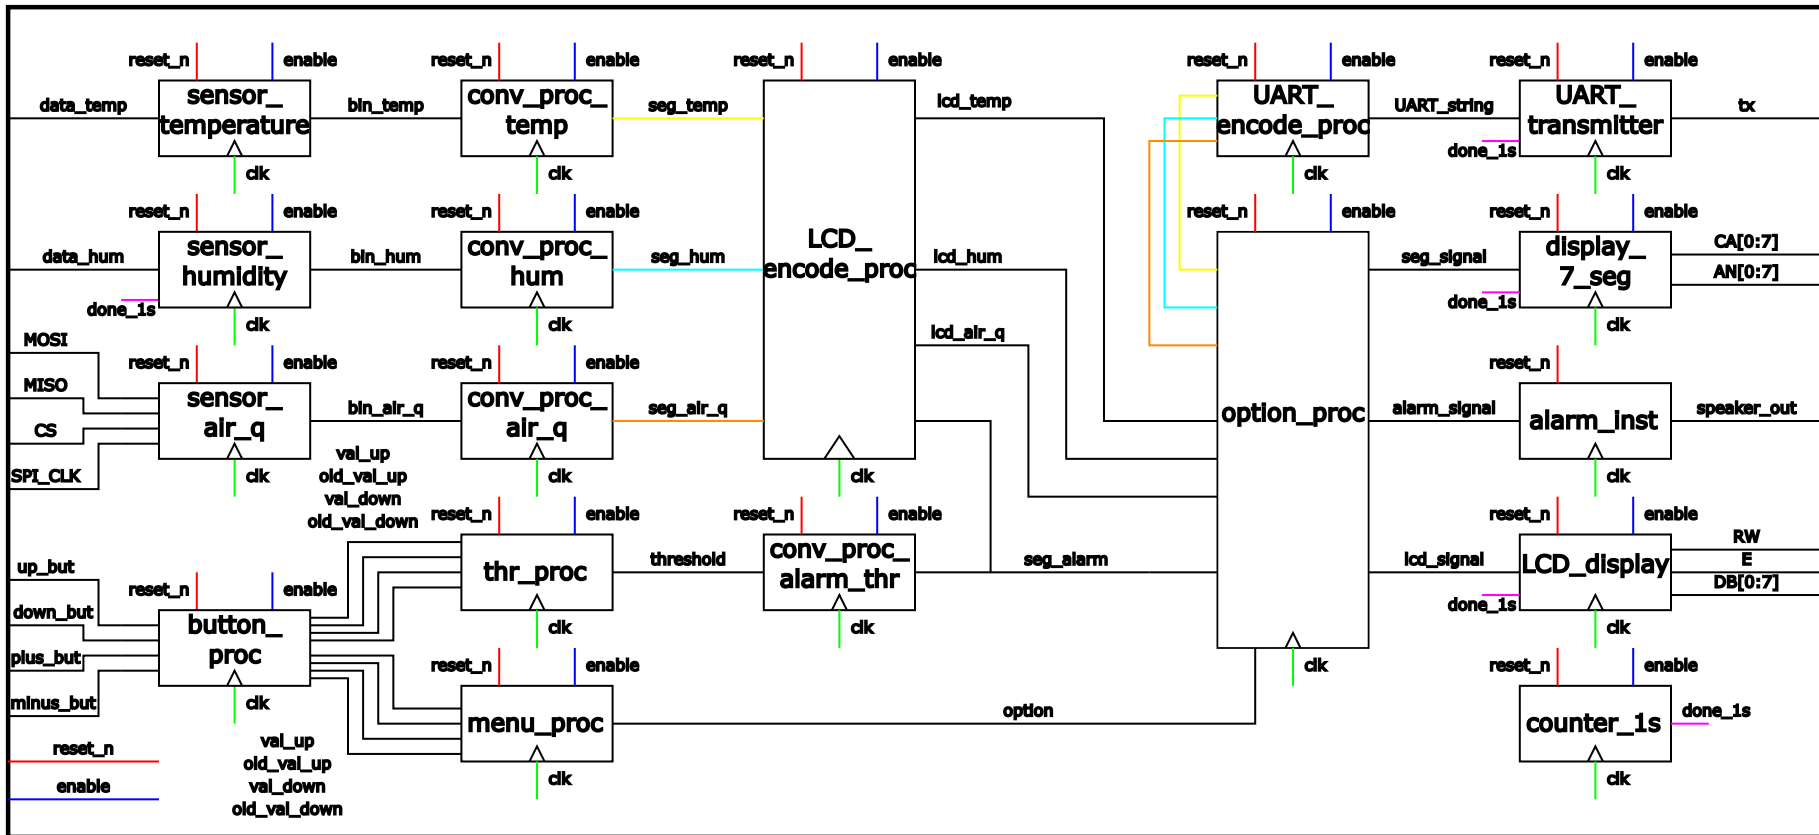 reset_n enable reset_n enable reset_n enable reset_n enable reset_n enable
data_temp
sensor_
temperature
clk
bin_temp
conv_proc_
temp
clk
seg_temp
LCD_
encode_proc
clk
lcd_temp
lcd_hum
lcd_air_q
UART_
encode_proc
clk
UART_string
UART_
transmitter
done_1s
clk
tx
reset_n enable reset_n enable reset_n enable reset_n enable
data_hum
sensor_
humidity
done_1s
clk
bin_hum
conv_proc_
hum
clk
seg_hum
option_proc
clk
seg_signal
display_
7_seg
done_1s
clk
CA[0:7]
AN[0:7]
MOSI
MISO
CS
SPI_CLK
reset_n enable reset_n enable reset_n
sensor_
air_q
clk
bin_air_q
conv_proc_
air_q
clk
seg_air_q
alarm_signal
alarm_inst
clk
speaker_out
val_up
old_val_up
val_down
old_val_down
reset_n enable reset_n enable reset_n enable
thr_proc
clk
threshold
conv_proc_
alarm_thr
clk
seg_alarm
lcd_signal
LCD_display
done_1s
clk
RW
E
DB[0:7]
up_but
down_but
plus_but
minus_but
reset_n enable
button_
proc
clk
reset_n enable reset_n enable
menu_proc
clk
option
counter_1s
clk
done_1s
val_up
old_val_up
val_down
old_val_down
reset_n
enable